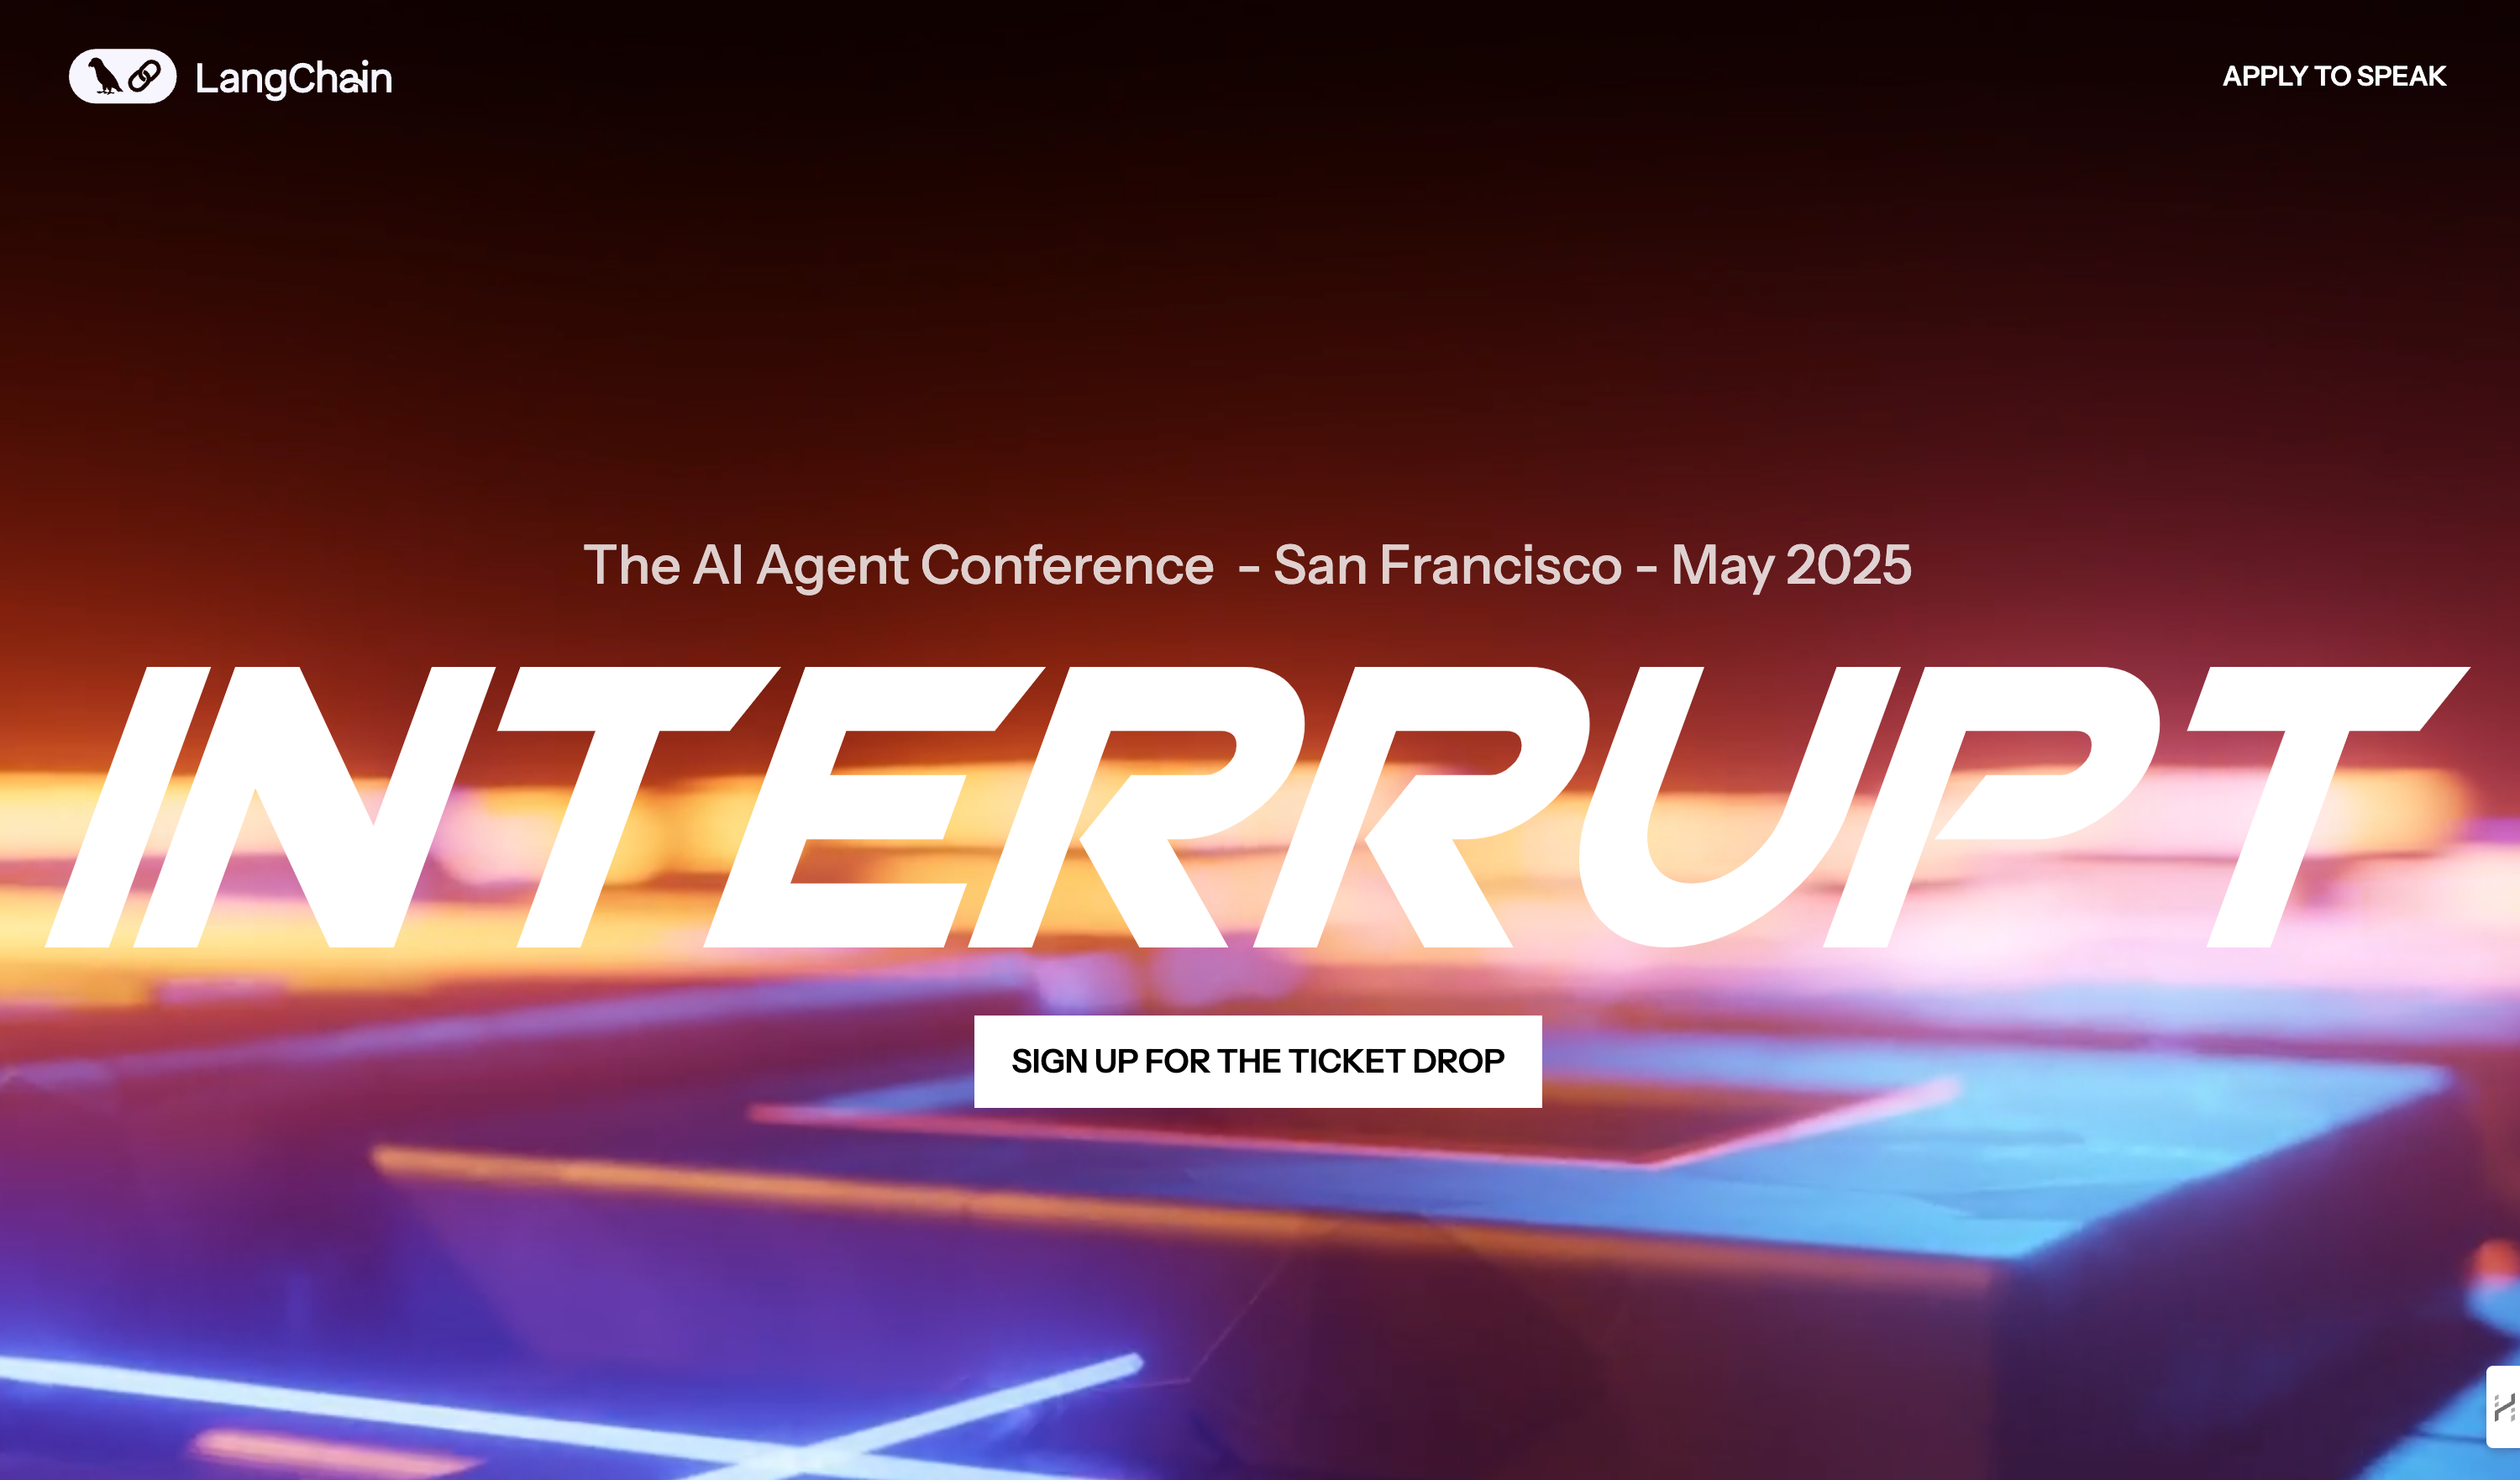 LangChain
APPLY TO SPEAK
The AI Agent Conference - San Francisco - May 2025
INTERRUPT
SIGN UP FOR THE TICKET DROP